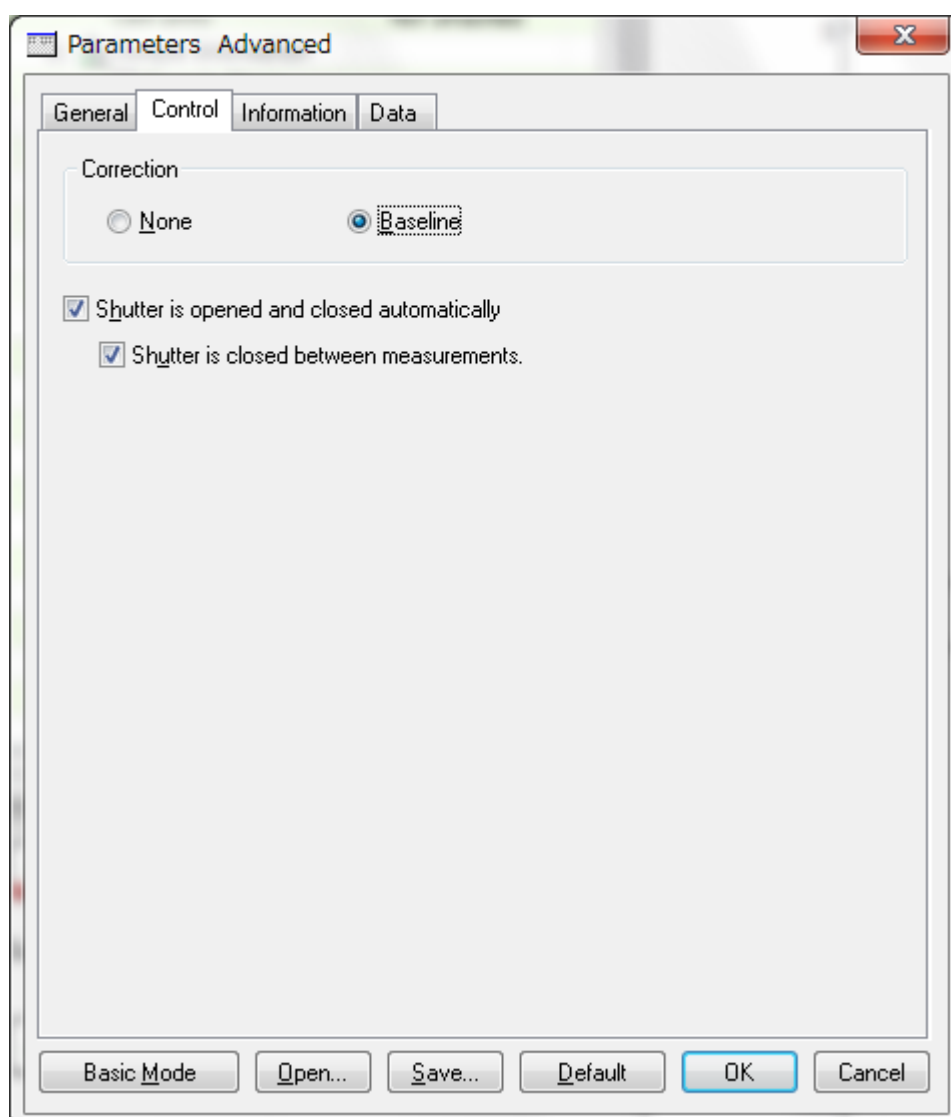 Parameters Advanced
General Control Information Data
Correction
None Baseline
Shutter is opened and closed automatically
Shutter is closed between measurements.
Basic Mode Open... Save... Default OK Cancel